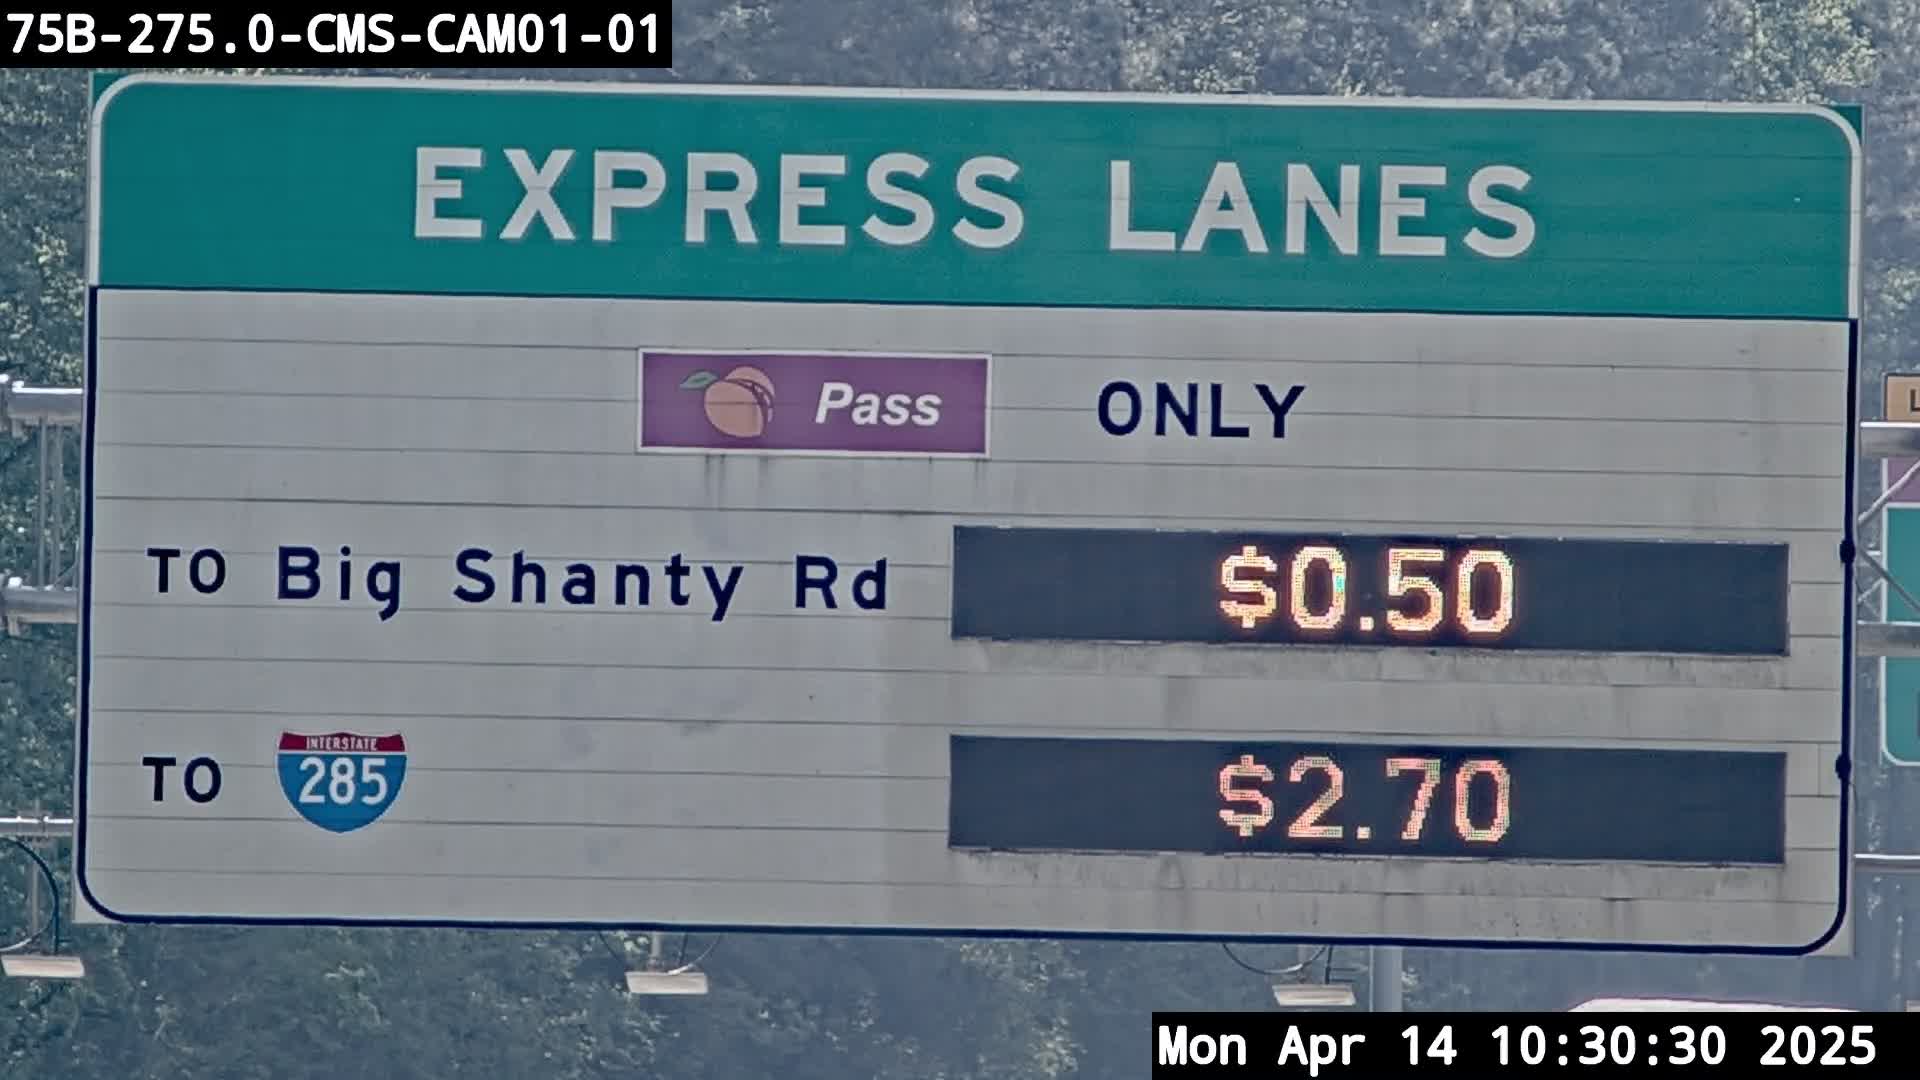 75B-275.0-CMS-CAM01-01
EXPRESS LANES
Pass ONLY
TO Big Shanty Rd $0.50
TO INTERSTATE 285 $2.70
Mon Apr 14 10:30:30 2025